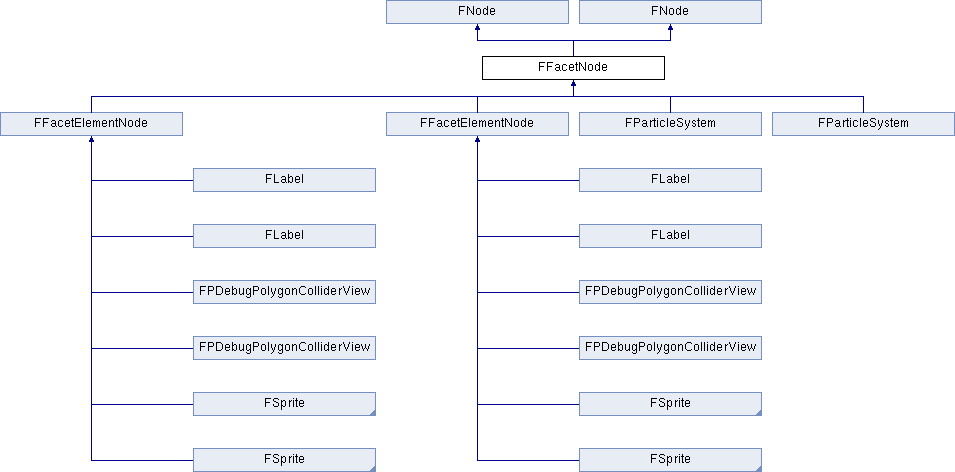 FNode
FNode
FFacetNode
FFacetElementNode
FFacetElementNode
FParticleSystem
FParticleSystem
FLabel
FLabel
FLabel
FLabel
FPDebugPolygonColliderView
FPDebugPolygonColliderView
FPDebugPolygonColliderView
FPDebugPolygonColliderView
FSprite
FSprite
FSprite
FSprite